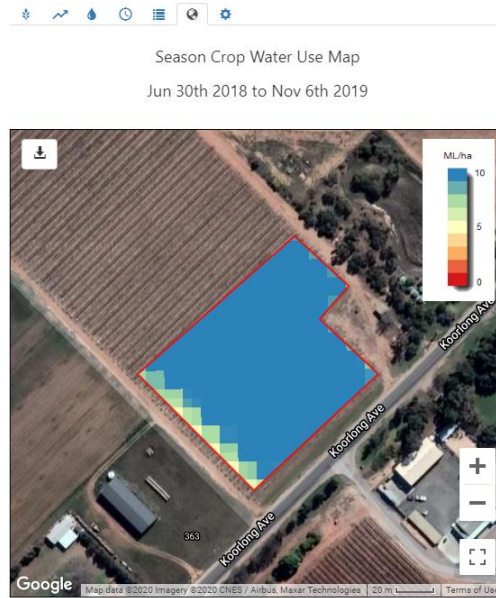 Season Crop Water Use Map
Jun 30th 2018 to Nov 6th 2019
ML/ha
10
5
0
Koorlong Ave
Koorlong Ave
363
Koorlong Ave
+
−
Google
Map data ©2020 Imagery ©2020 CNES / Airbus, Maxar Technologies
20 m
Terms of Us